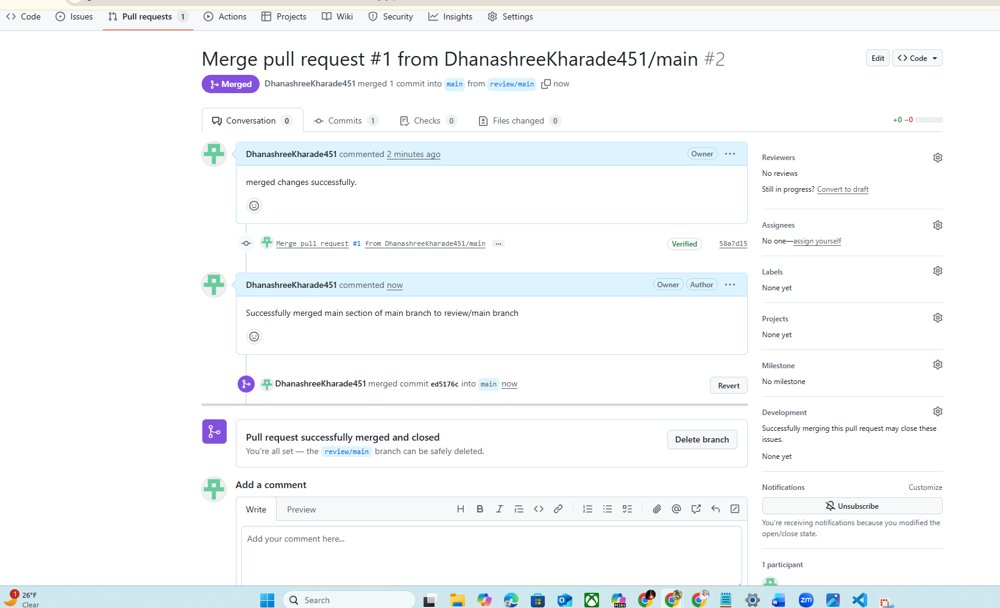 Code Issues Pull requests 1 Actions Projects Wiki Security Insights Settings
Merge pull request #1 from DhanashreeKharade451/main #2
Edit Code
Merged DhanashreeKharade451 merged 1 commit into main from review/main now
Conversation 0 Commits 1 Checks 0 Files changed 0 +0 −0
DhanashreeKharade451 commented 2 minutes ago Owner ...
merged changes successfully.
Merge pull request #1 from DhanashreeKharade451/main ... Verified 58a7d15
DhanashreeKharade451 commented now Owner Author ...
Successfully merged main section of main branch to review/main branch
DhanashreeKharade451 merged commit ed5176c into main now Revert
Pull request successfully merged and closed
You're all set — the review/main branch can be safely deleted.
Delete branch
Add a comment
Write Preview
Add your comment here...
Reviewers
No reviews
Still in progress? Convert to draft
Assignees
No one—assign yourself
Labels
None yet
Projects
None yet
Milestone
No milestone
Development
Successfully merging this pull request may close these
issues.
None yet
Notifications Customize
Unsubscribe
You're receiving notifications because you modified the
open/close state.
1 participant
1
26°F
Clear
Search
M365
zm